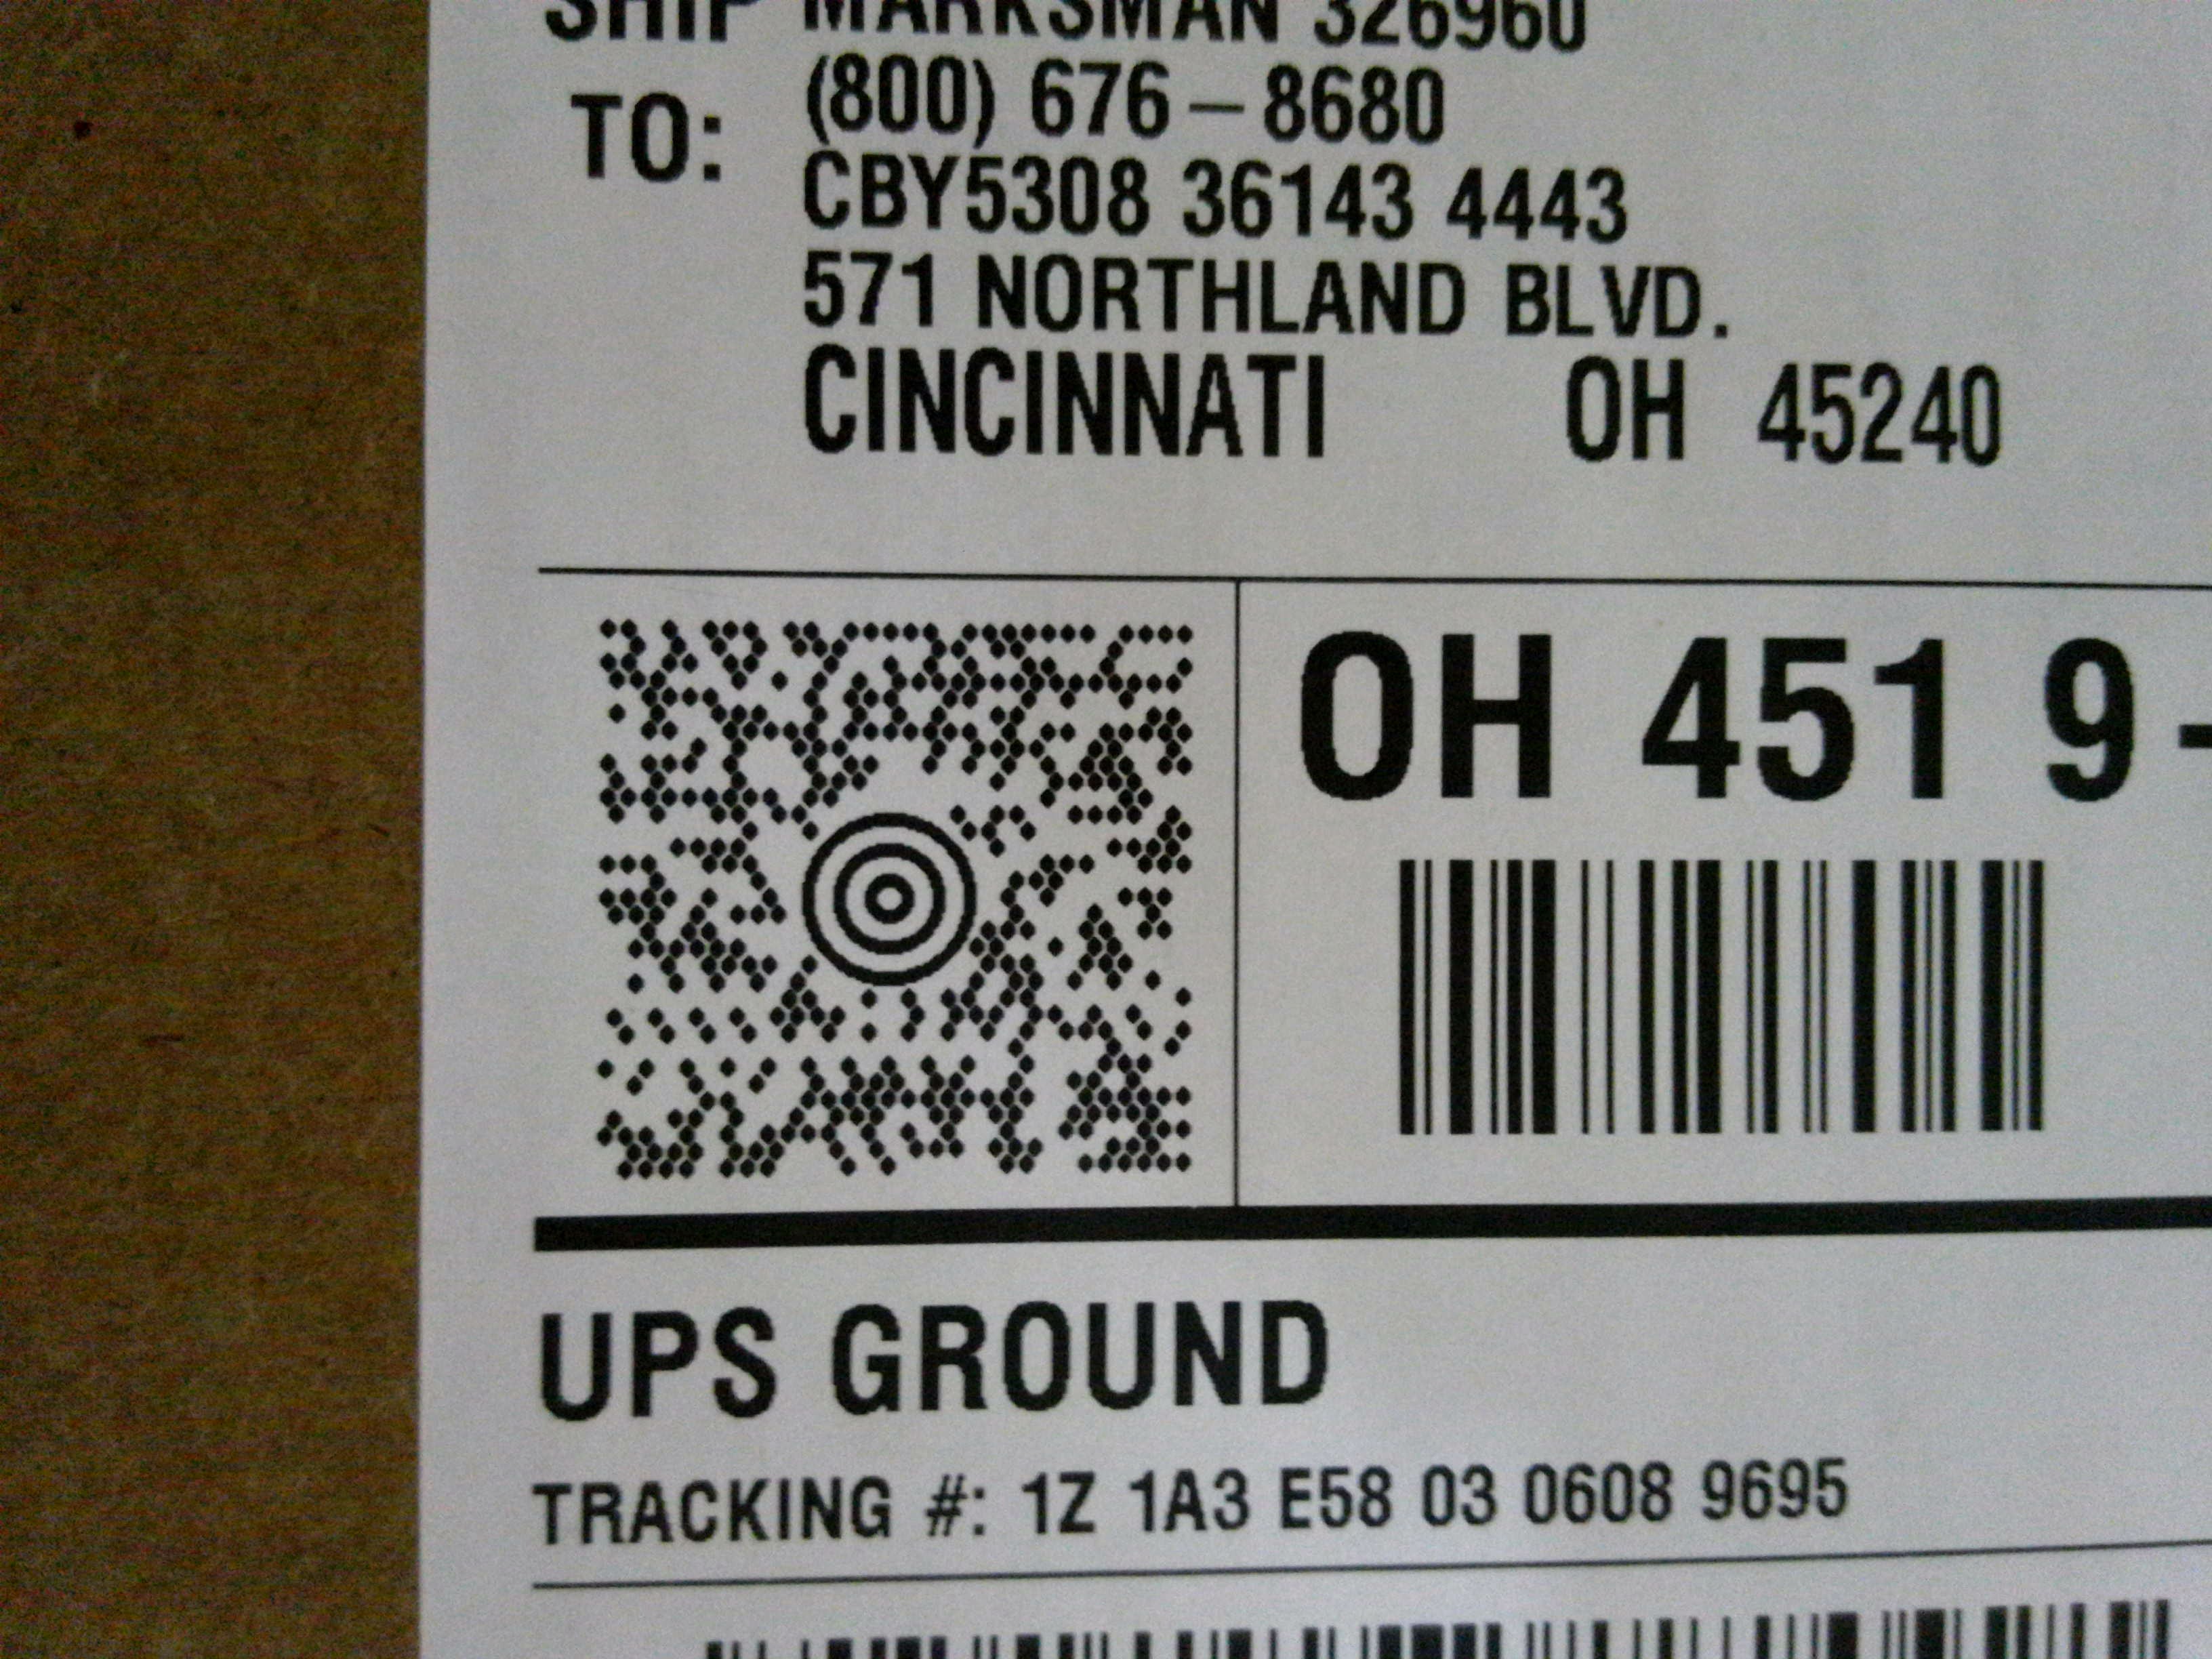 SHIP MARKSMAN 326960
TO: (800) 676-8680
CBY5308 36143 4443
571 NORTHLAND BLVD.
CINCINNATI OH 45240
OH 451 9-
UPS GROUND
TRACKING #: 1Z 1A3 E58 03 0608 9695